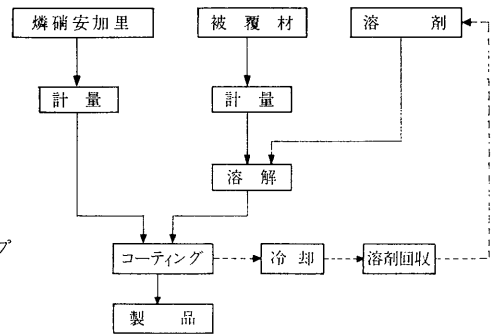 燐硝安加里 被覆材 溶剤
計量 計量
溶解
プ
コーティング 冷却 溶剤回収
製品